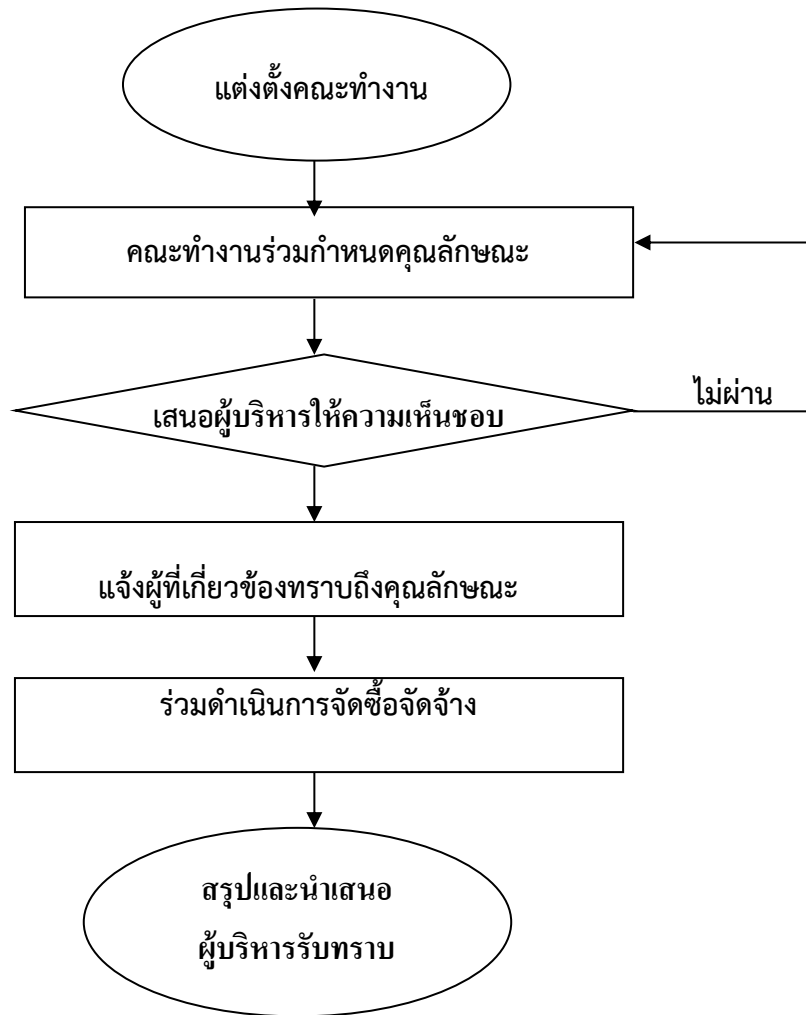 แต่งตั้งคณะทำงาน
คณะทำงานร่วมกำหนดคุณลักษณะ
เสนอผู้บริหารให้ความเห็นชอบ
ไม่ผ่าน
แจ้งผู้ที่เกี่ยวข้องทราบถึงคุณลักษณะ
ร่วมดำเนินการจัดซื้อจัดจ้าง
สรุปและนำเสนอ
ผู้บริหารรับทราบ